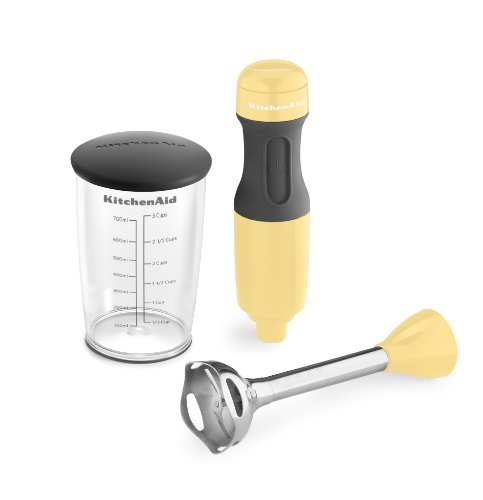 KitchenAid
KitchenAid
KitchenAid
700ml 3 Cups
600ml 2 1/2 Cups
500ml 2 Cups
400ml 1 1/2 Cups
300ml
200ml 1 Cup
100ml 1/2 Cup